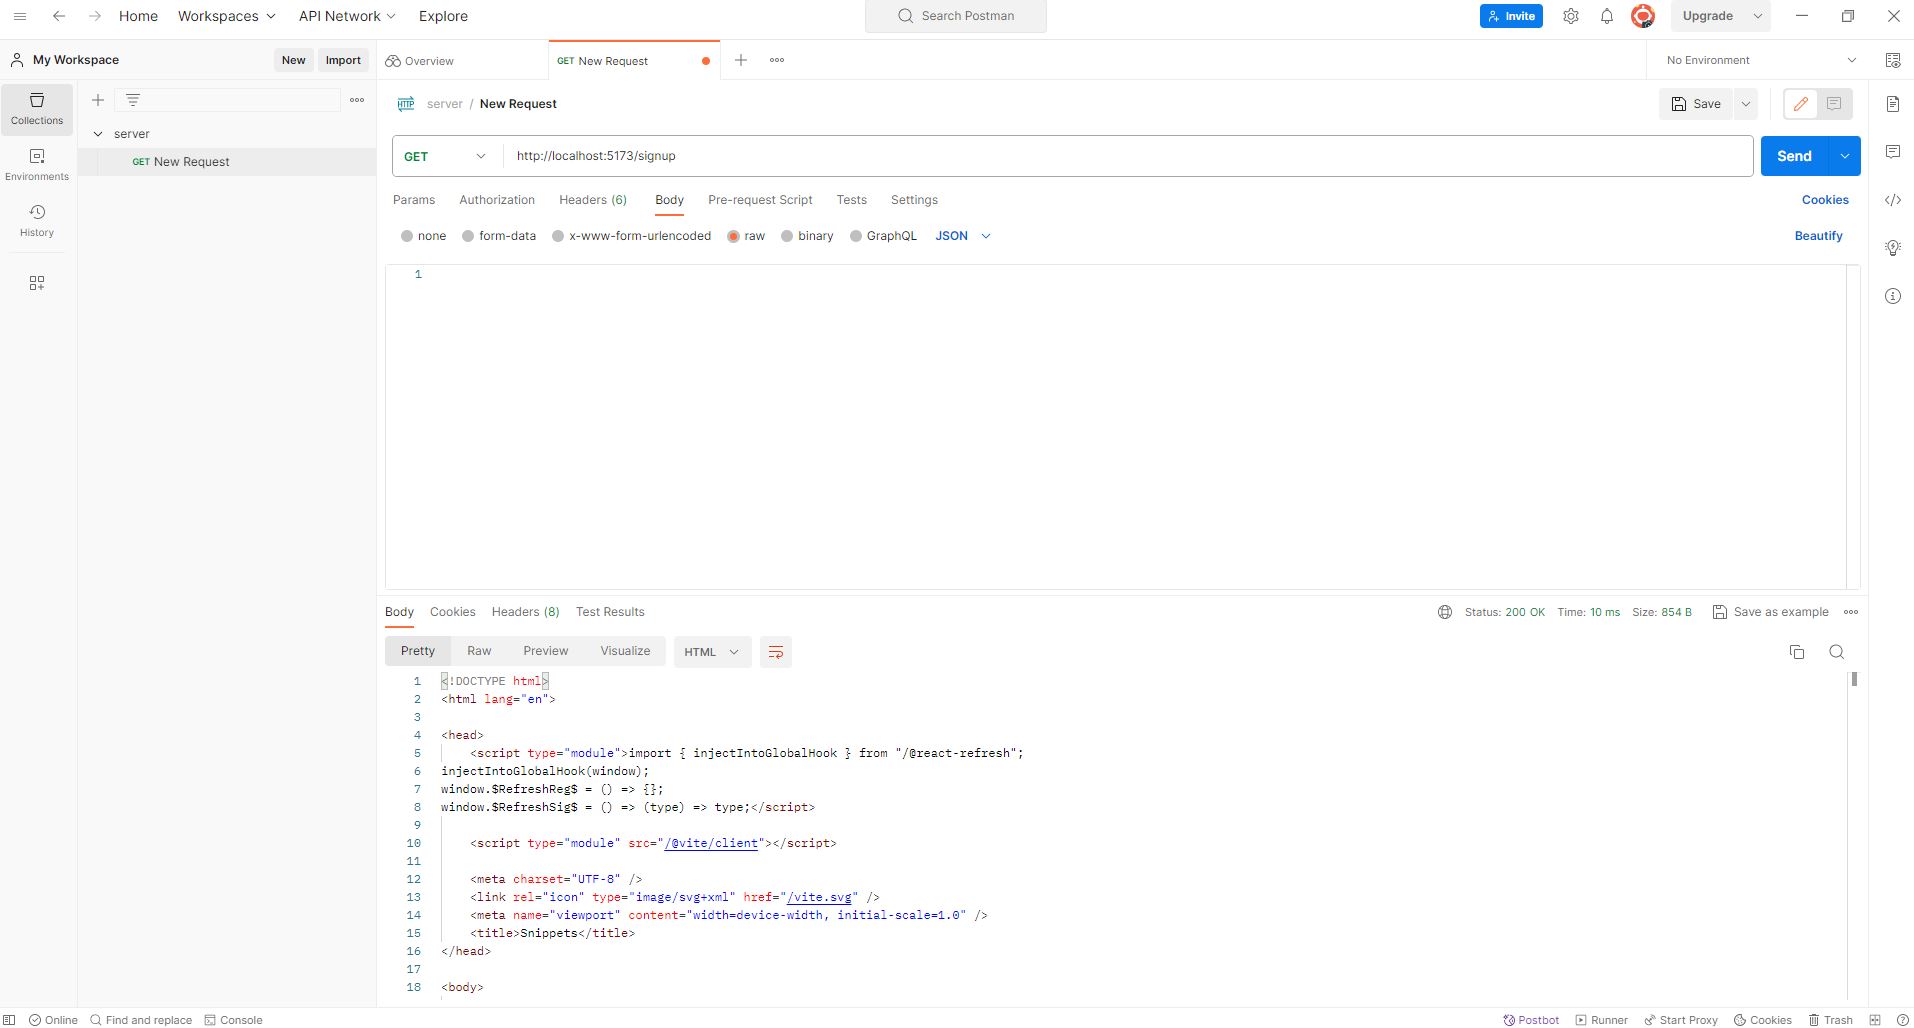 Home Workspaces API Network Explore Search Postman Invite Upgrade
My Workspace New Import Overview GET New Request No Environment
Collections
Environments
History
server
GET New Request
HTTP server / New Request Save
GET http://localhost:5173/signup Send
Params Authorization Headers (6) Body Pre-request Script Tests Settings Cookies
none form-data x-www-form-urlencoded raw binary GraphQL JSON Beautify
1
Body Cookies Headers (8) Test Results Status: 200 OK Time: 10 ms Size: 854 B Save as example
Pretty Raw Preview Visualize HTML
1 <!DOCTYPE html>
2 <html lang="en">
3
4 <head>
5 <script type="module">import { injectIntoGlobalHook } from "/@react-refresh";
6 injectIntoGlobalHook(window);
7 window.$RefreshReg$ = () => {};
8 window.$RefreshSig$ = () => (type) => type;</script>
9
10 <script type="module" src="/@vite/client"></script>
11
12 <meta charset="UTF-8" />
13 <link rel="icon" type="image/svg+xml" href="/vite.svg" />
14 <meta name="viewport" content="width=device-width, initial-scale=1.0" />
15 <title>Snippets</title>
16 </head>
17
18 <body>
Online Find and replace Console Postbot Runner Start Proxy Cookies Trash